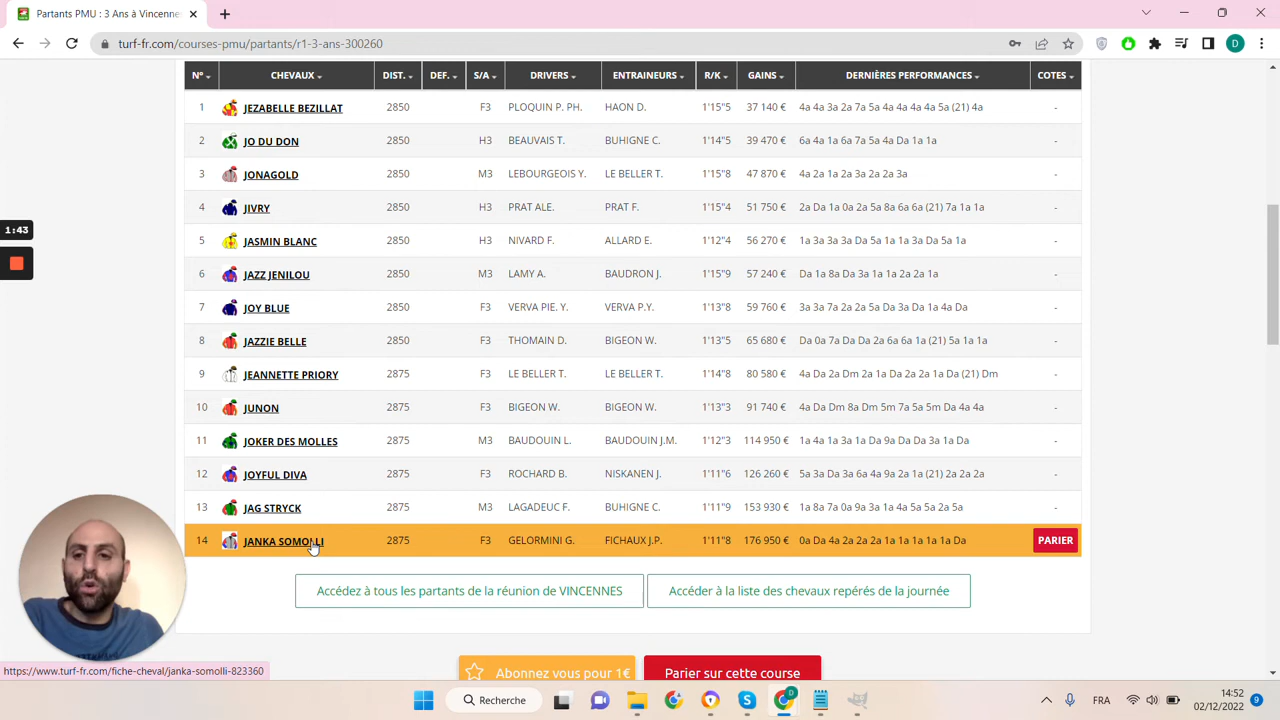 Partants PMU : 3 Ans à Vincennes
turf-fr.com/courses-pmu/partants/r1-3-ans-300260
N° CHEVAUX DIST. DEF. S/A DRIVERS ENTRAINEURS R/K GAINS DERNIÈRES PERFORMANCES COTES
1 JEZABELLE BEZILLAT 2850 F3 PLOQUIN P. PH. HAON D. 1'15"5 37 140 € 4a 4a 3a 2a 7a 5a 4a 4a 4a 4a 5a (21) 4a -
2 JO DU DON 2850 H3 BEAUVAIS T. BUHIGNE C. 1'14"5 39 470 € 6a 4a 1a 6a 7a 5a 4a Da 1a 1a -
3 JONAGOLD 2850 M3 LEBOURGEOIS Y. LE BELLER T. 1'15"8 47 870 € 4a 2a 1a 2a 3a 2a 2a 3a -
4 JIVRY 2850 H3 PRAT ALE. PRAT F. 1'15"4 51 750 € 2a Da 1a 0a 2a 5a 8a 6a 6a (21) 7a 1a 1a -
5 JASMIN BLANC 2850 H3 NIVARD F. ALLARD E. 1'12"4 56 270 € 1a 3a 3a 3a Da 5a 1a 1a 3a Da 5a 1a -
6 JAZZ JENILOU 2850 M3 LAMY A. BAUDRON J. 1'15"9 57 240 € Da 1a 8a Da 3a 1a 1a 2a 2a 1a -
7 JOY BLUE 2850 F3 VERVA PIE. Y. VERVA P.Y. 1'13"8 59 760 € 3a 3a 7a 2a 2a 5a Da 3a Da 1a 4a Da -
8 JAZZIE BELLE 2850 F3 THOMAIN D. BIGEON W. 1'13"5 65 680 € Da 0a 7a Da Da 2a 6a 6a 1a (21) 5a 1a 1a -
9 JEANNETTE PRIORY 2875 F3 LE BELLER T. LE BELLER T. 1'14"8 80 580 € 4a Da 2a Dm 2a 1a Da 2a 2a 1a Da (21) Dm -
10 JUNON 2875 F3 BIGEON W. BIGEON W. 1'13"3 91 740 € 4a Da Dm 8a Dm 5m 7a 5a 5m Da 4a 4a -
11 JOKER DES MOLLES 2875 M3 BAUDOUIN L. BAUDOUIN J.M. 1'12"3 114 950 € 1a 4a 1a 3a 1a Da 9a Da Da 3a 1a Da -
12 JOYFUL DIVA 2875 F3 ROCHARD B. NISKANEN J. 1'11"6 126 260 € 5a 3a Da 3a 6a 4a 9a 2a 1a (21) 2a 2a 2a -
13 JAG STRYCK 2875 M3 LAGADEUC F. BUHIGNE C. 1'11"9 153 930 € 1a 8a 7a 0a 9a 3a 1a 4a 5a 5a 2a 5a -
14 JANKA SOMOLLI 2875 F3 GELORMINI G. FICHAUX J.P. 1'11"8 176 950 € 0a Da 4a 2a 2a 2a 1a 1a 1a 1a 1a Da PARIER
Accédez à tous les partants de la réunion de VINCENNES
Accéder à la liste des chevaux repérés de la journée
Abonnez vous pour 1€
Parier sur cette course
https://www.turf-fr.com/fiche-cheval/janka-somolli-823360
1:43
Recherche
FRA
14:52
02/12/2022